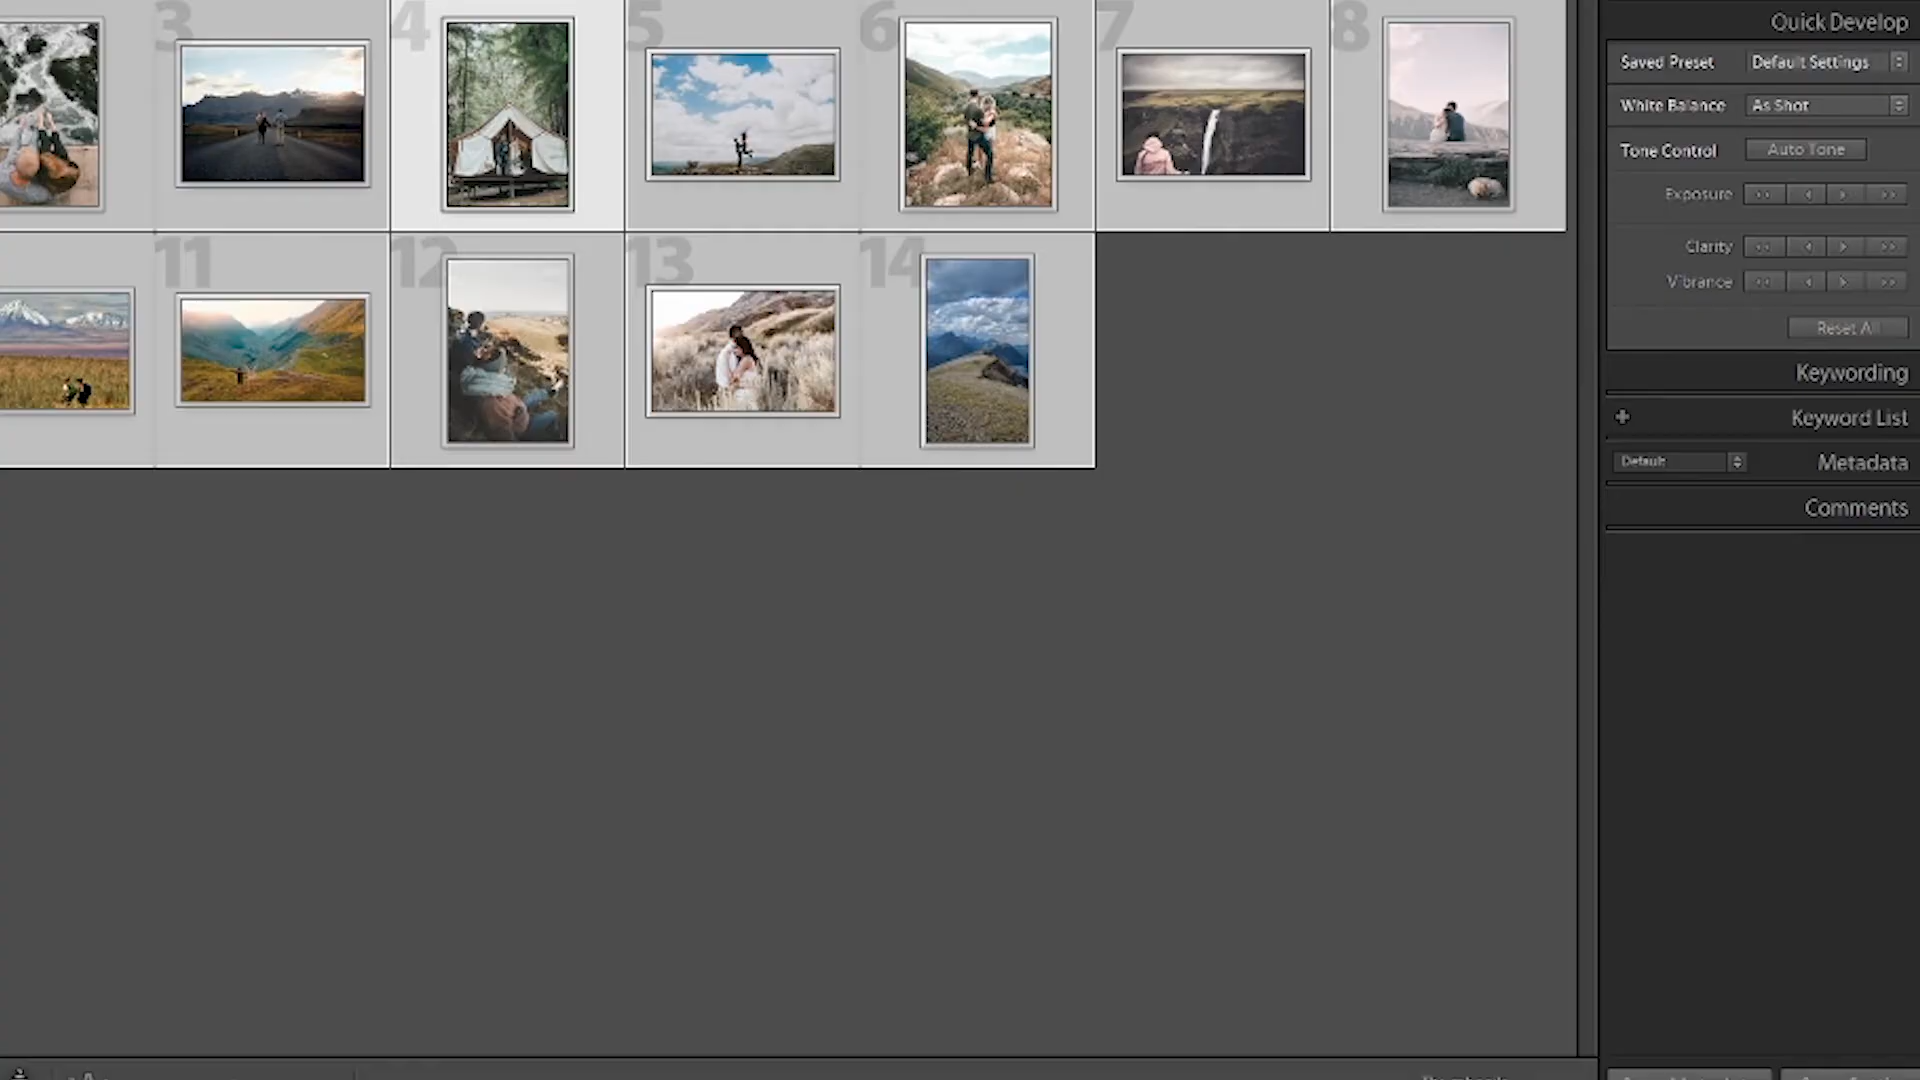 3
4
5
6
7
8
11
12
13
14
Quick Develop
Saved Preset Default Settings
White Balance As Shot
Tone Control Auto Tone
Exposure
Clarity
Vibrance
Reset A
Keywording
+ Keyword List
Default Metadata
Comments